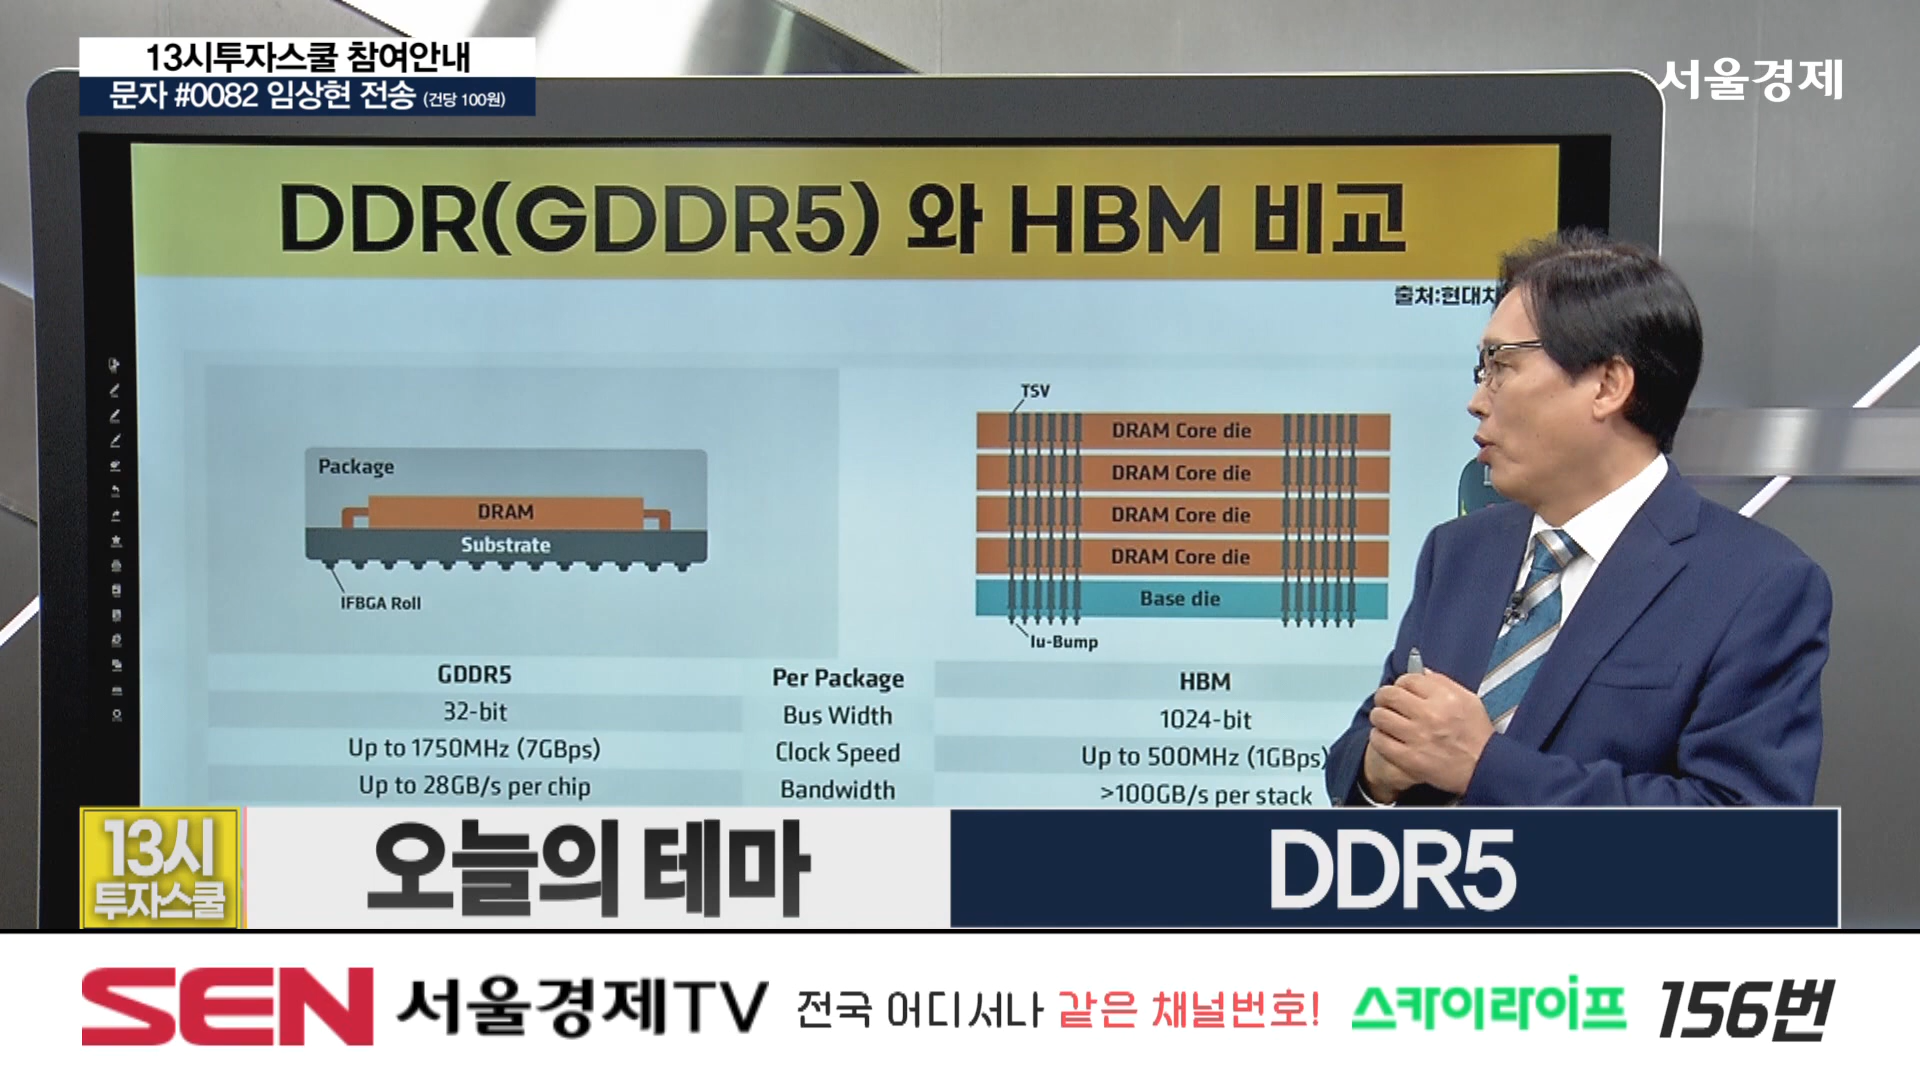 13시투자스쿨 참여안내
문자 #0082 임상현 전송 (건당 100원)
서울경제
DDR(GDDR5) 와 HBM 비교
출처:현대차
Package
DRAM
Substrate
IFBGA Roll
TSV
DRAM Core die
DRAM Core die
DRAM Core die
DRAM Core die
Base die
Iu-Bump
GDDR5 Per Package HBM
32-bit Bus Width 1024-bit
Up to 1750MHz (7GBps) Clock Speed Up to 500MHz (1GBps)
Up to 28GB/s per chip Bandwidth >100GB/s per stack
13시
투자스쿨
오늘의 테마 DDR5
SEN 서울경제TV 전국 어디서나 같은 채널번호! 스카이라이프 156번